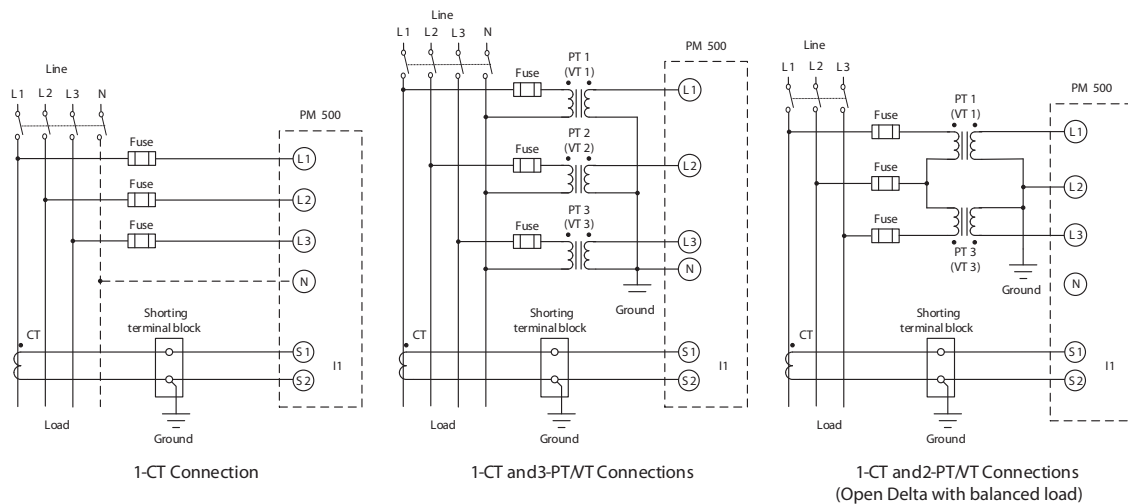 Line
L1 L2 L3 N
PM 500
Fuse
L1
Fuse
L2
Fuse
L3
N
Shorting
terminal block
CT
S1
I1
S2
Load
Ground
1-CT Connection
Line
L1 L2 L3 N
PM 500
PT 1
(VT 1)
Fuse
L1
PT 2
(VT 2)
Fuse
L2
PT 3
(VT 3)
Fuse
L3
N
Ground
Shorting
terminal block
CT
S1
I1
S2
Load
Ground
1-CT and3-PT/VT Connections
Line
L1 L2 L3
PM 500
PT 1
(VT 1)
Fuse
L1
Fuse
L2
Fuse
L3
PT 3
(VT 3)
N
Ground
Shorting
terminal block
CT
S1
I1
S2
Load
Ground
1-CT and2-PT/VT Connections
(Open Delta with balanced load)